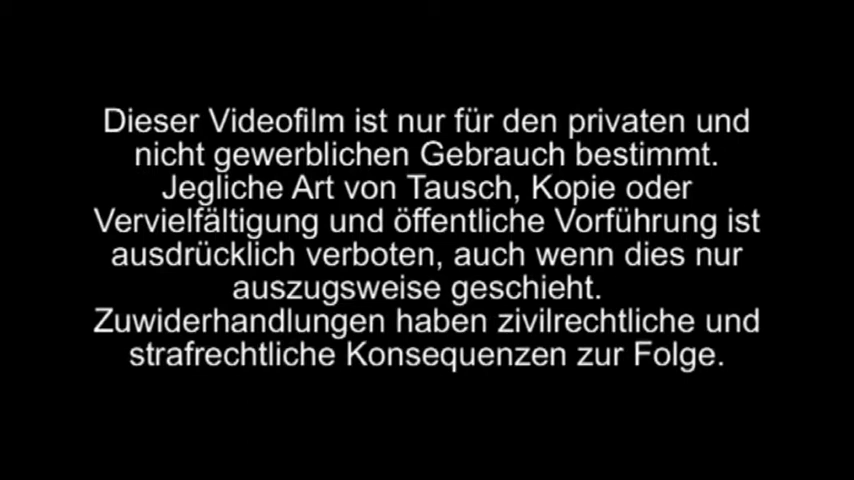 Dieser Videofilm ist nur für den privaten und
nicht gewerblichen Gebrauch bestimmt.
Jegliche Art von Tausch, Kopie oder
Vervielfältigung und öffentliche Vorführung ist
ausdrücklich verboten, auch wenn dies nur
auszugsweise geschieht.
Zuwiderhandlungen haben zivilrechtliche und
strafrechtliche Konsequenzen zur Folge.